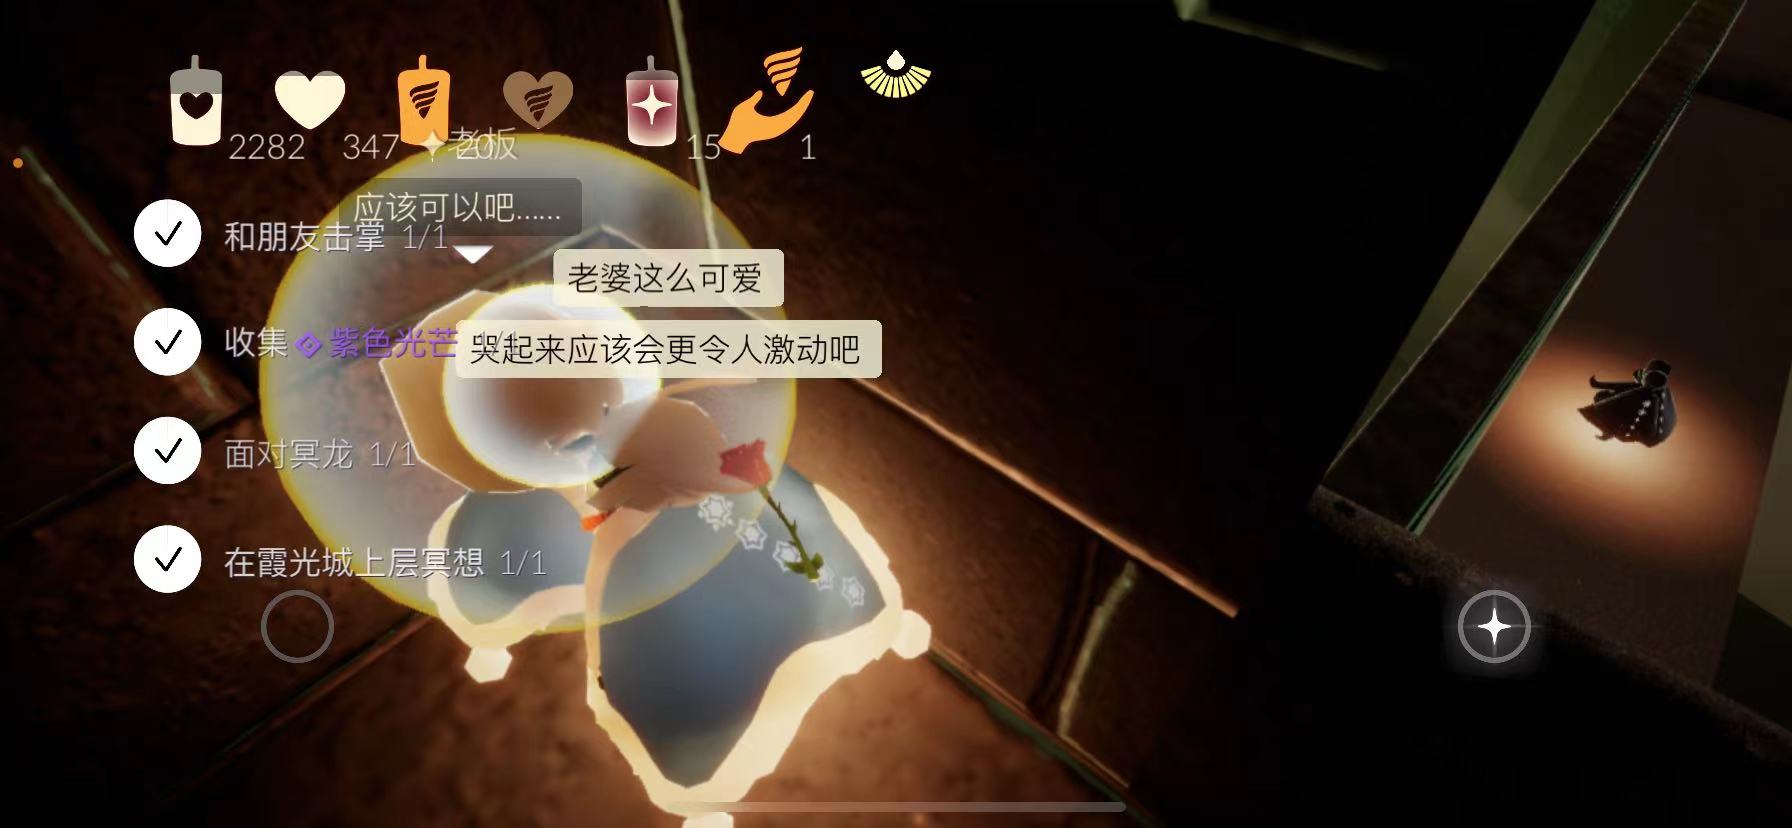 2282 347 20 15 1
老板
应该可以吧……
和朋友击掌 1/1
老婆这么可爱
收集 紫色光芒 1/1
哭起来应该会更令人激动吧
面对冥龙 1/1
在霞光城上层冥想 1/1